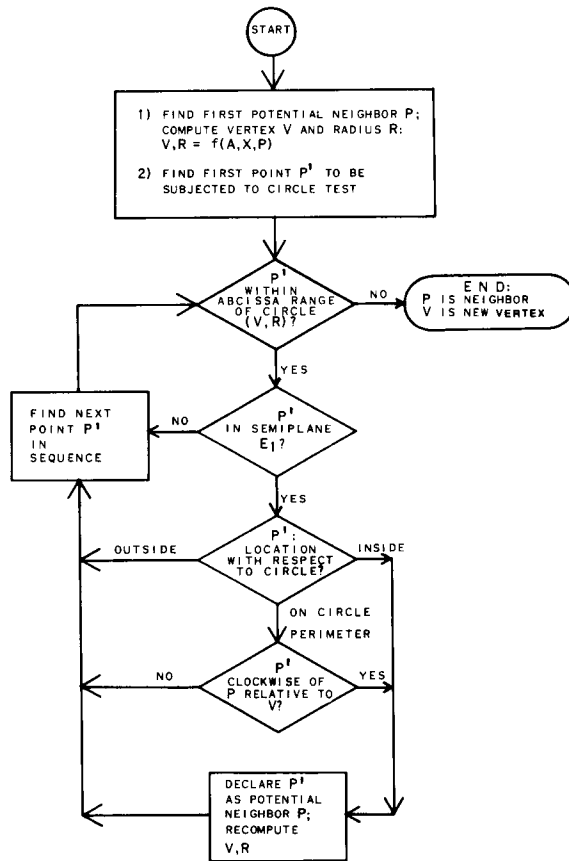 START
1) FIND FIRST POTENTIAL NEIGHBOR P;
COMPUTE VERTEX V AND RADIUS R:
V,R = f(A,X,P)
2) FIND FIRST POINT P' TO BE
SUBJECTED TO CIRCLE TEST
P'
WITHIN
ABCISSA RANGE
OF CIRCLE
(V,R)?
NO
END:
P IS NEIGHBOR
V IS NEW VERTEX
YES
FIND NEXT
POINT P'
IN
SEQUENCE
NO
P'
IN SEMIPLANE
E1?
YES
OUTSIDE
P':
LOCATION
WITH RESPECT
TO CIRCLE?
INSIDE
ON CIRCLE
PERIMETER
NO
P'
CLOCKWISE OF
P RELATIVE TO
V?
YES
DECLARE P'
AS POTENTIAL
NEIGHBOR P;
RECOMPUTE
V,R